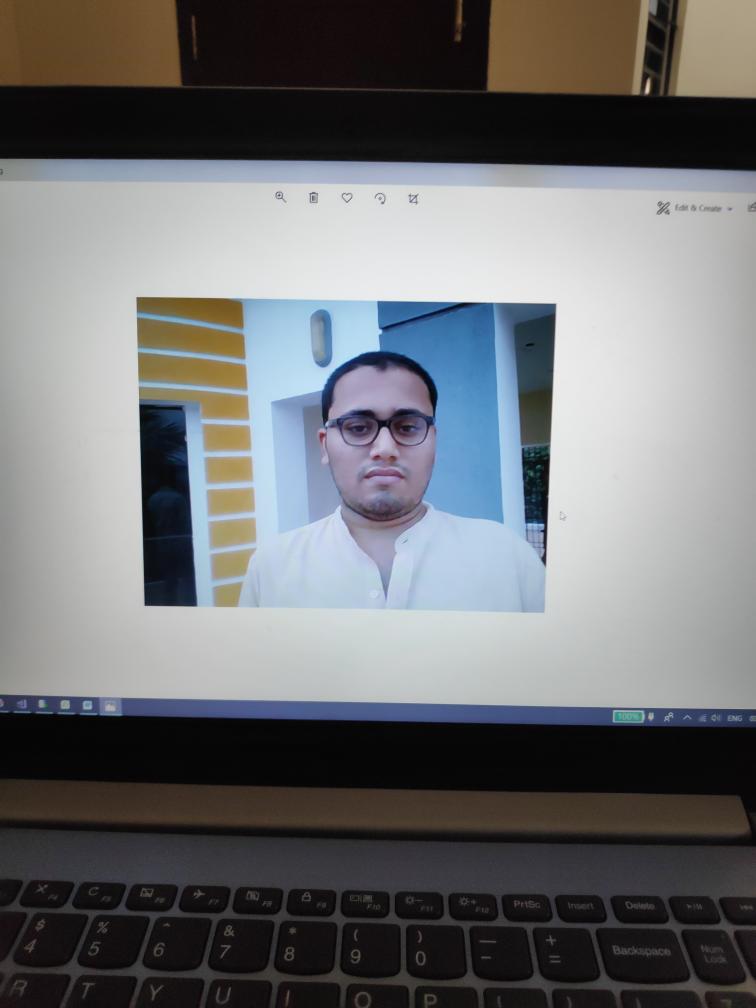 Edit & Create
100%
ENG
F4 F5 F6 F7 F8 F9 F10 F11 F12 PrtSc Insert Delete
$ % ^ & * ( ) — +
4 5 6 7 8 9 0 - = Backspace Num Lock
R T Y U I O P